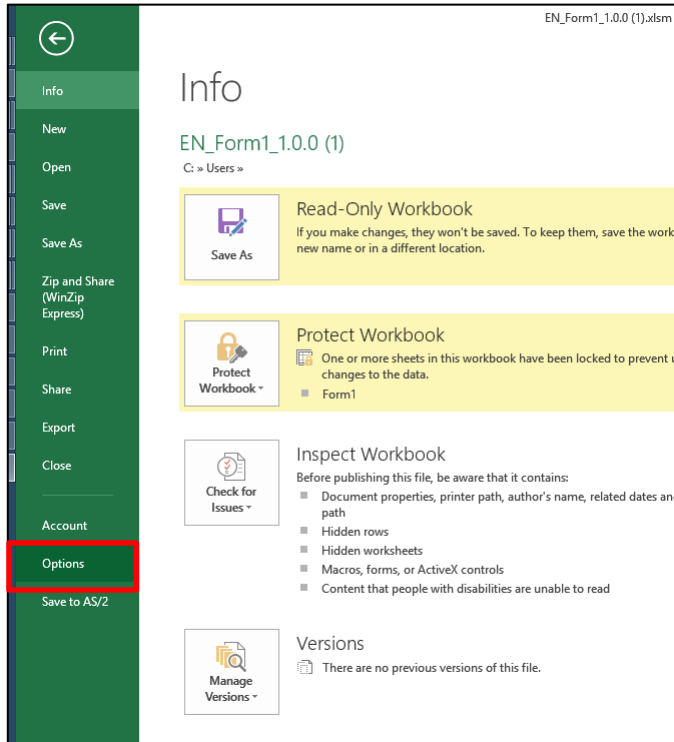 EN_Form1_1.0.0 (1).xlsm
Info
New
Open
Save
Save As
Zip and Share
(WinZip
Express)
Print
Share
Export
Close
Account
Options
Save to AS/2
Info
EN_Form1_1.0.0 (1)
C: » Users »
Save As
Read-Only Workbook
If you make changes, they won't be saved. To keep them, save the work
new name or in a different location.
Protect
Workbook
Protect Workbook
One or more sheets in this workbook have been locked to prevent
changes to the data.
Form1
Check for
Issues
Inspect Workbook
Before publishing this file, be aware that it contains:
Document properties, printer path, author's name, related dates and
path
Hidden rows
Hidden worksheets
Macros, forms, or ActiveX controls
Content that people with disabilities are unable to read
Manage
Versions
Versions
There are no previous versions of this file.